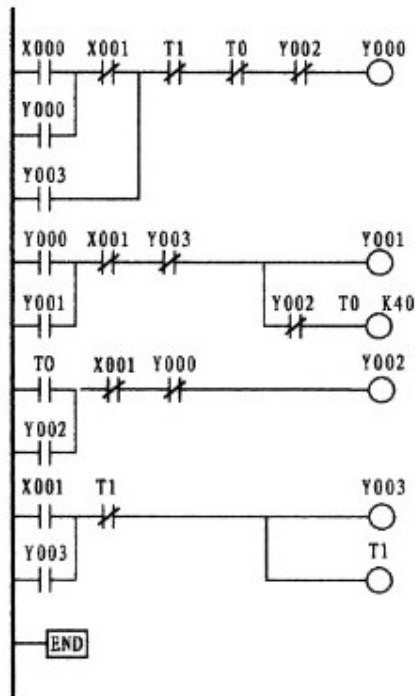 X000 X001 T1 T0 Y002 Y000
Y000
Y003
Y000 X001 Y003 Y001
Y001 Y002 T0 K40
T0 X001 Y000 Y002
Y002
X001 T1 Y003
Y003 T1
END